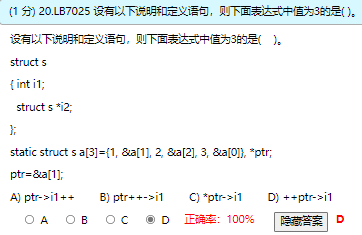 (1 分) 20.LB7025 设有以下说明和定义语句，则下面表达式中值为3的是( )。
设有以下说明和定义语句，则下面表达式中值为3的是(    )。
struct s
{ int i1;
struct s *i2;
};
static struct s a[3]={1, &a[1], 2, &a[2], 3, &a[0]}, *ptr;
ptr=&a[1];
A) ptr->i1++    B) ptr++->i1    C) *ptr->i1    D) ++ptr->i1
A    B    C    D    正确率：100%    隐藏答案    D